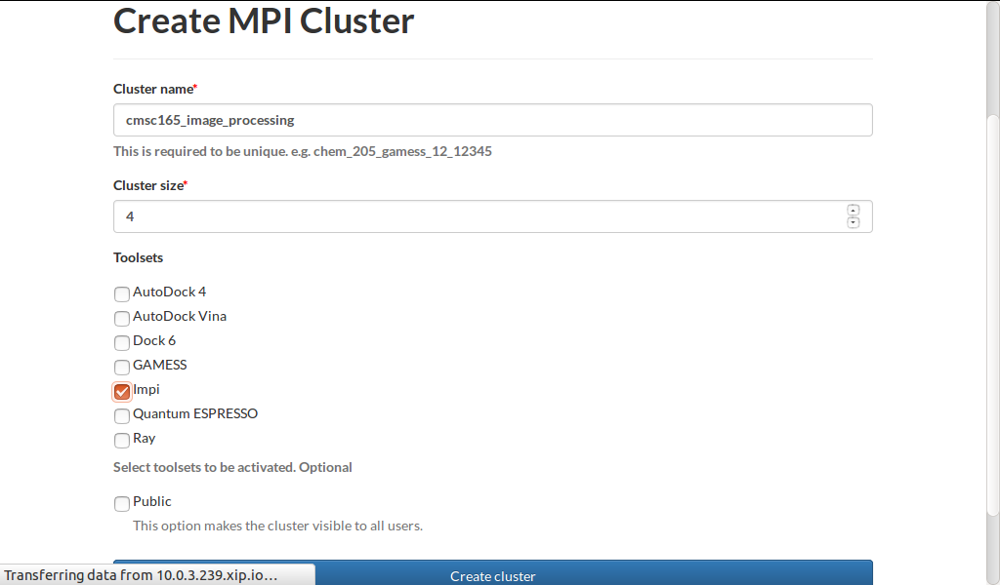 Create MPI Cluster
Cluster name*
cmsc165_image_processing
This is required to be unique. e.g. chem_205_gamess_12_12345
Cluster size*
4
Toolsets
AutoDock 4
AutoDock Vina
Dock 6
GAMESS
Impi
Quantum ESPRESSO
Ray
Select toolsets to be activated. Optional
Public
This option makes the cluster visible to all users.
Transferring data from 10.0.3.239.xip.io…
Create cluster